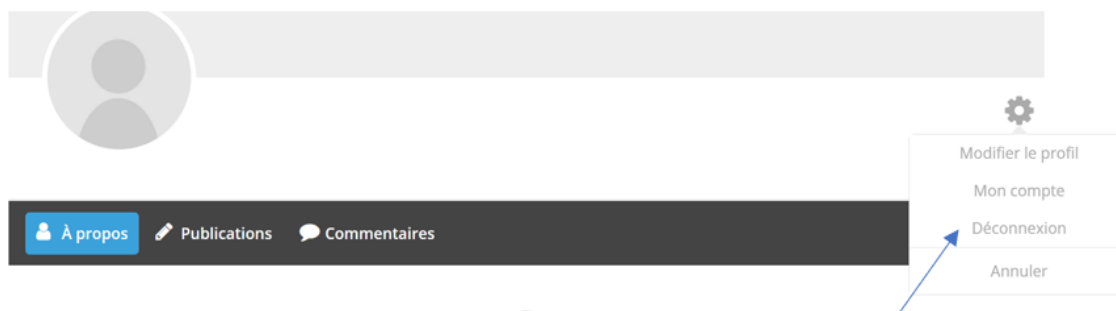 Modifier le profil
Mon compte
Déconnexion
Annuler
À propos Publications Commentaires